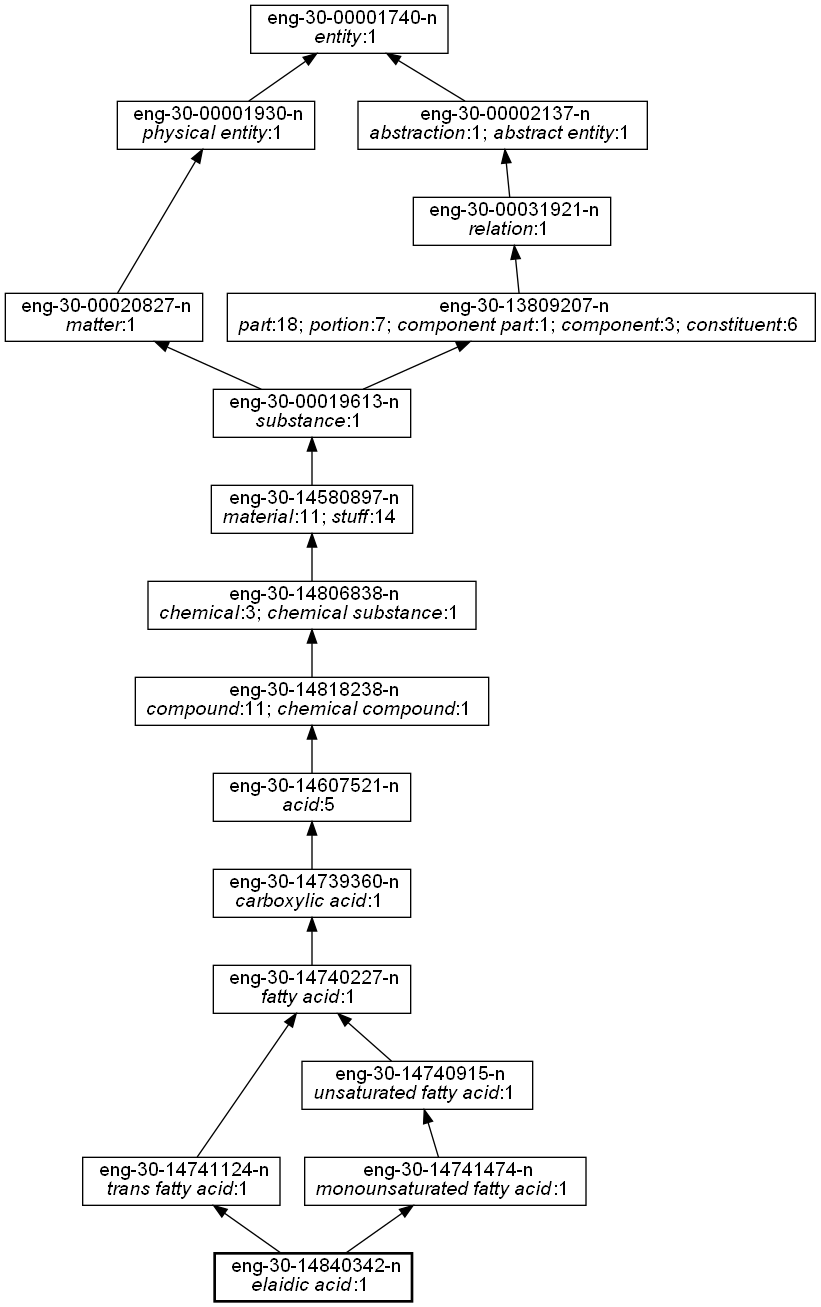 eng-30-00001740-n
entity:1
eng-30-00001930-n
physical entity:1
eng-30-00002137-n
abstraction:1; abstract entity:1
eng-30-00031921-n
relation:1
eng-30-00020827-n
matter:1
eng-30-13809207-n
part:18; portion:7; component part:1; component:3; constituent:6
eng-30-00019613-n
substance:1
eng-30-14580897-n
material:11; stuff:14
eng-30-14806838-n
chemical:3; chemical substance:1
eng-30-14818238-n
compound:11; chemical compound:1
eng-30-14607521-n
acid:5
eng-30-14739360-n
carboxylic acid:1
eng-30-14740227-n
fatty acid:1
eng-30-14740915-n
unsaturated fatty acid:1
eng-30-14741124-n
trans fatty acid:1
eng-30-14741474-n
monounsaturated fatty acid:1
eng-30-14840342-n
elaidic acid:1